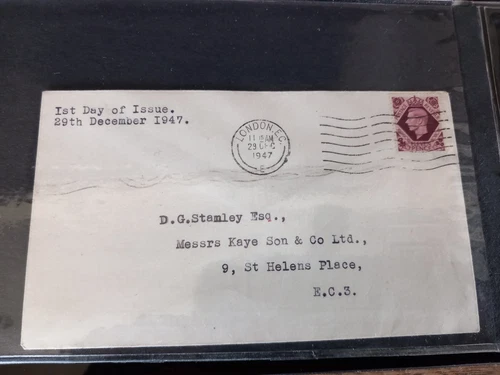 1st Day of Issue.
29th December 1947.
LONDON.E.C.
11 AM
29 DEC
1947
E
D.G.Stamley Esq.,
Messrs Kaye Son & Co Ltd.,
9, St Helens Place,
E.C.3.